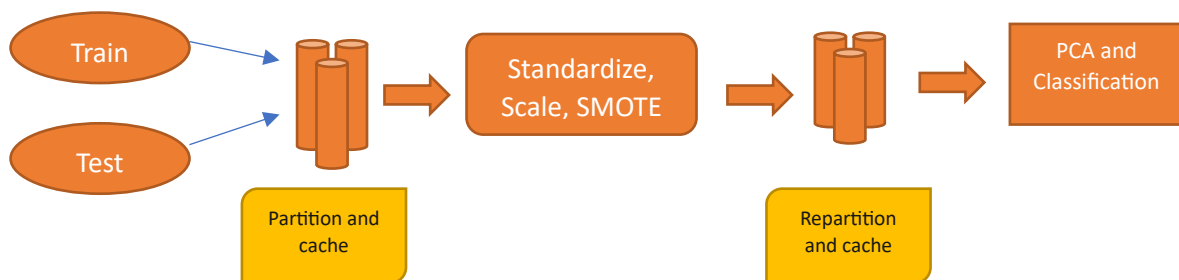 Train
Test
Partition and
cache
Standardize,
Scale, SMOTE
Repartition
and cache
PCA and
Classification